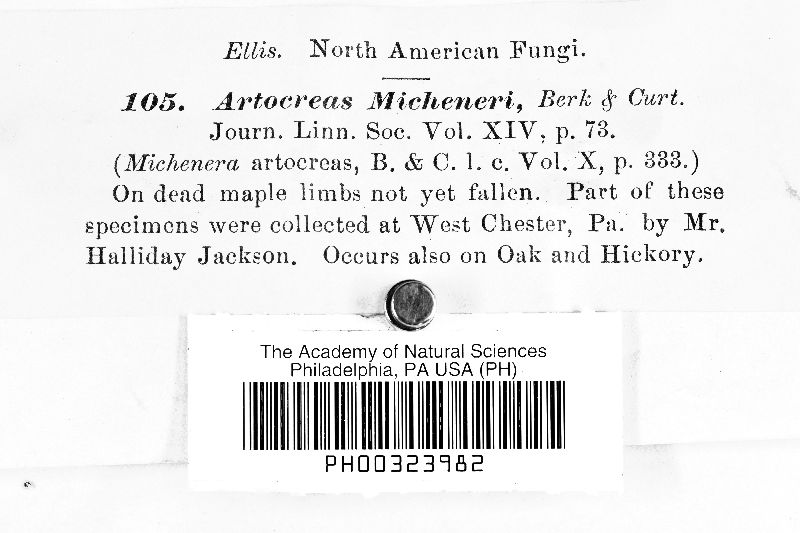 Ellis. North American Fungi.
105. Artocreas Micheneri, Berk & Curt.
Journ. Linn. Soc. Vol. XIV, p. 73.
(Michenera artocreas, B. & C. l. c. Vol. X, p. 333.)
On dead maple limbs not yet fallen. Part of these
specimens were collected at West Chester, Pa. by Mr.
Halliday Jackson. Occurs also on Oak and Hickory.
The Academy of Natural Sciences
Philadelphia, PA USA (PH)
PH00323982